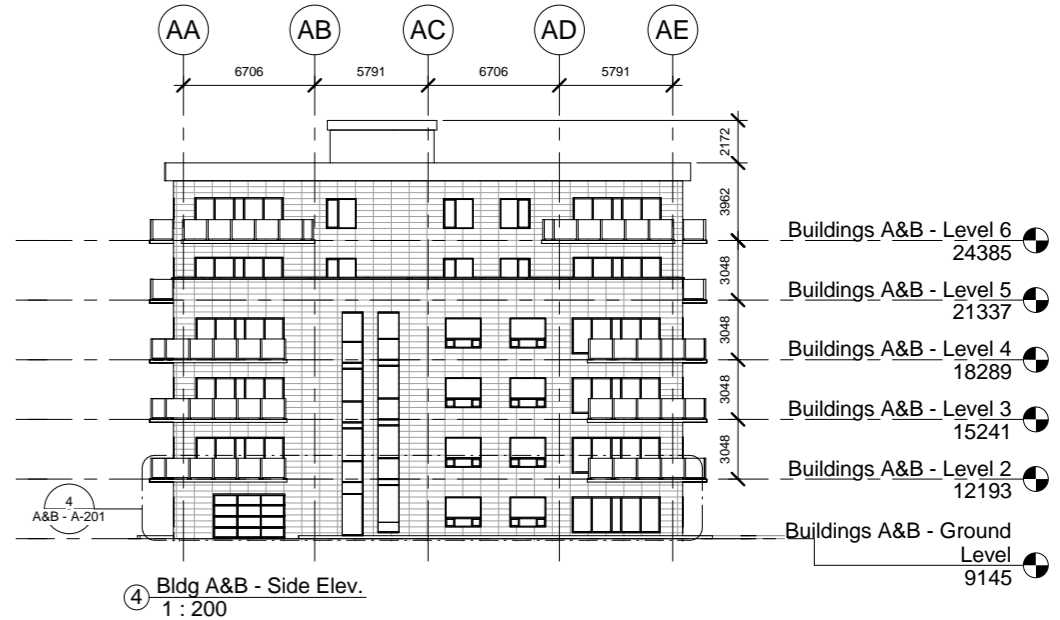 AA AB AC AD AE
6706 5791 6706 5791
2172
3962
Buildings A&B - Level 6
24385
3048
Buildings A&B - Level 5
21337
3048
Buildings A&B - Level 4
18289
3048
Buildings A&B - Level 3
15241
3048
Buildings A&B - Level 2
12193
4
A&B - A-201
Buildings A&B - Ground
Level
9145
4 Bldg A&B - Side Elev.
1 : 200